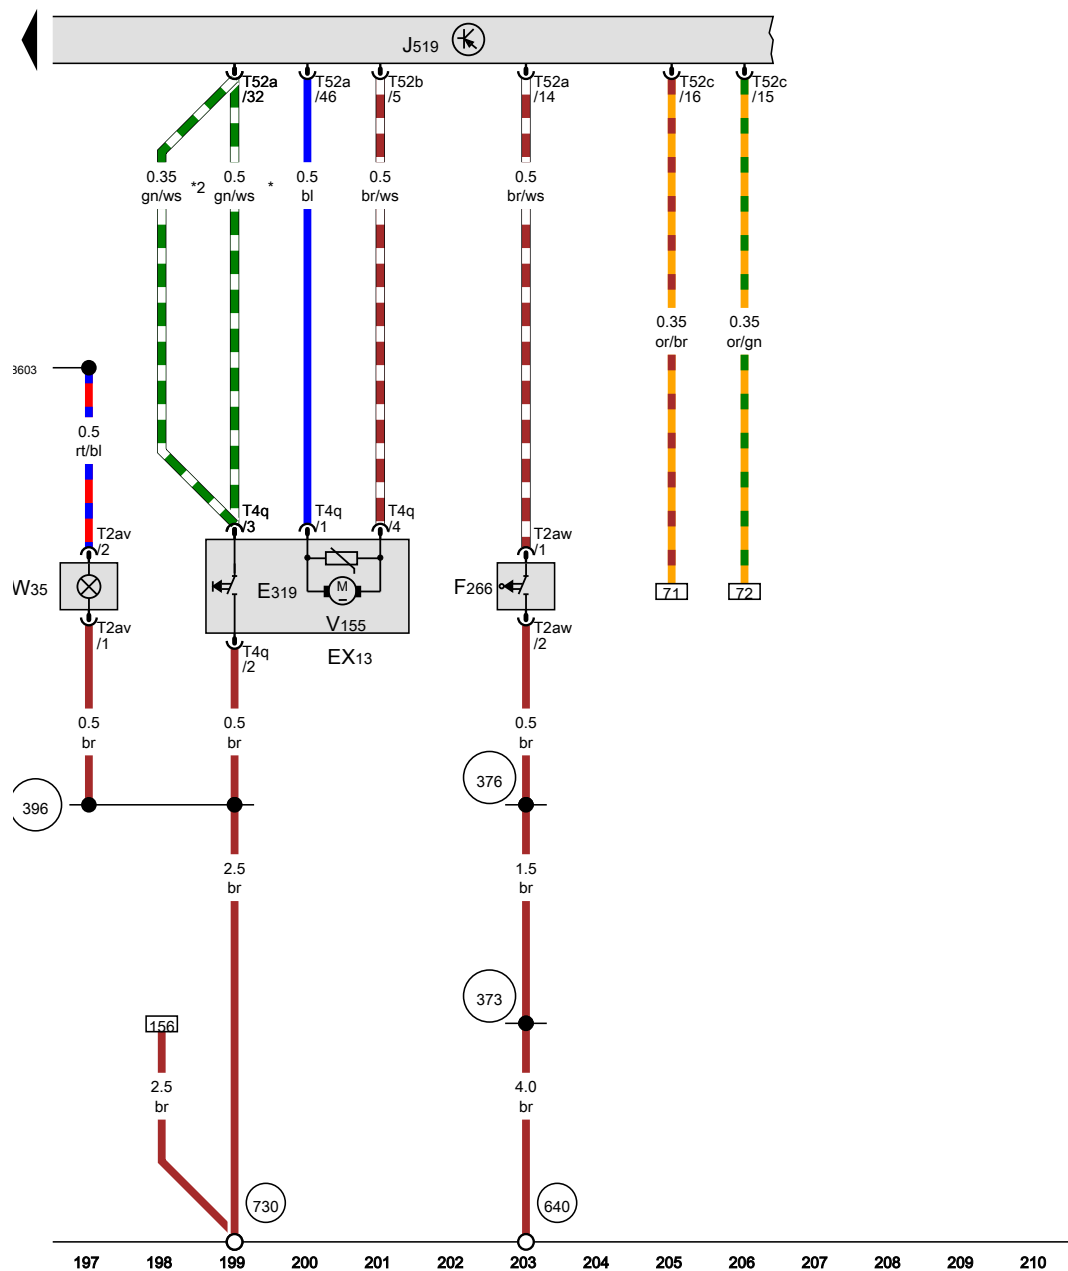 J519
T52a
/32
T52a
/46
T52b
/5
T52a
/14
T52c
/16
T52c
/15
0.35
gn/ws
*2
0.5
gn/ws
*
0.5
bl
0.5
br/ws
0.5
br/ws
0.35
or/br
0.35
or/gn
3603
0.5
rt/bl
T2av
/2
T4q
/3
T4q
/1
T4q
/4
T2aw
/1
W35
E319
M
V155
EX13
F266
71
72
T2av
/1
T4q
/2
T2aw
/2
0.5
br
0.5
br
0.5
br
396
376
2.5
br
1.5
br
373
156
2.5
br
4.0
br
730
640
197 198 199 200 201 202 203 204 205 206 207 208 209 210